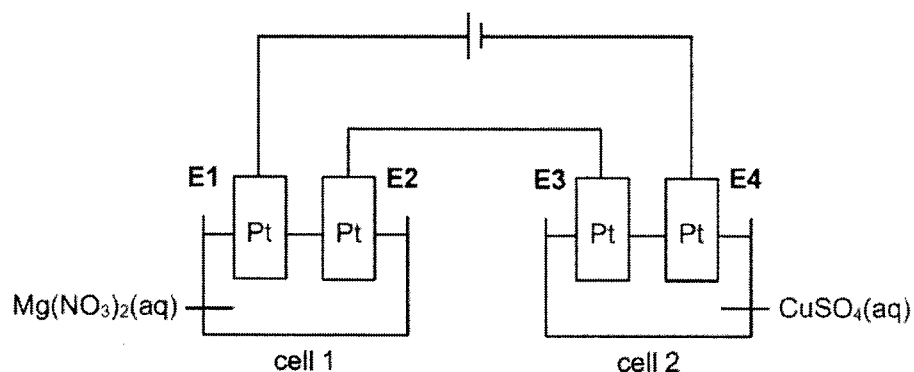 E1 E2 E3 E4
Pt Pt Pt Pt
Mg(NO₃)₂(aq) CuSO₄(aq)
cell 1 cell 2